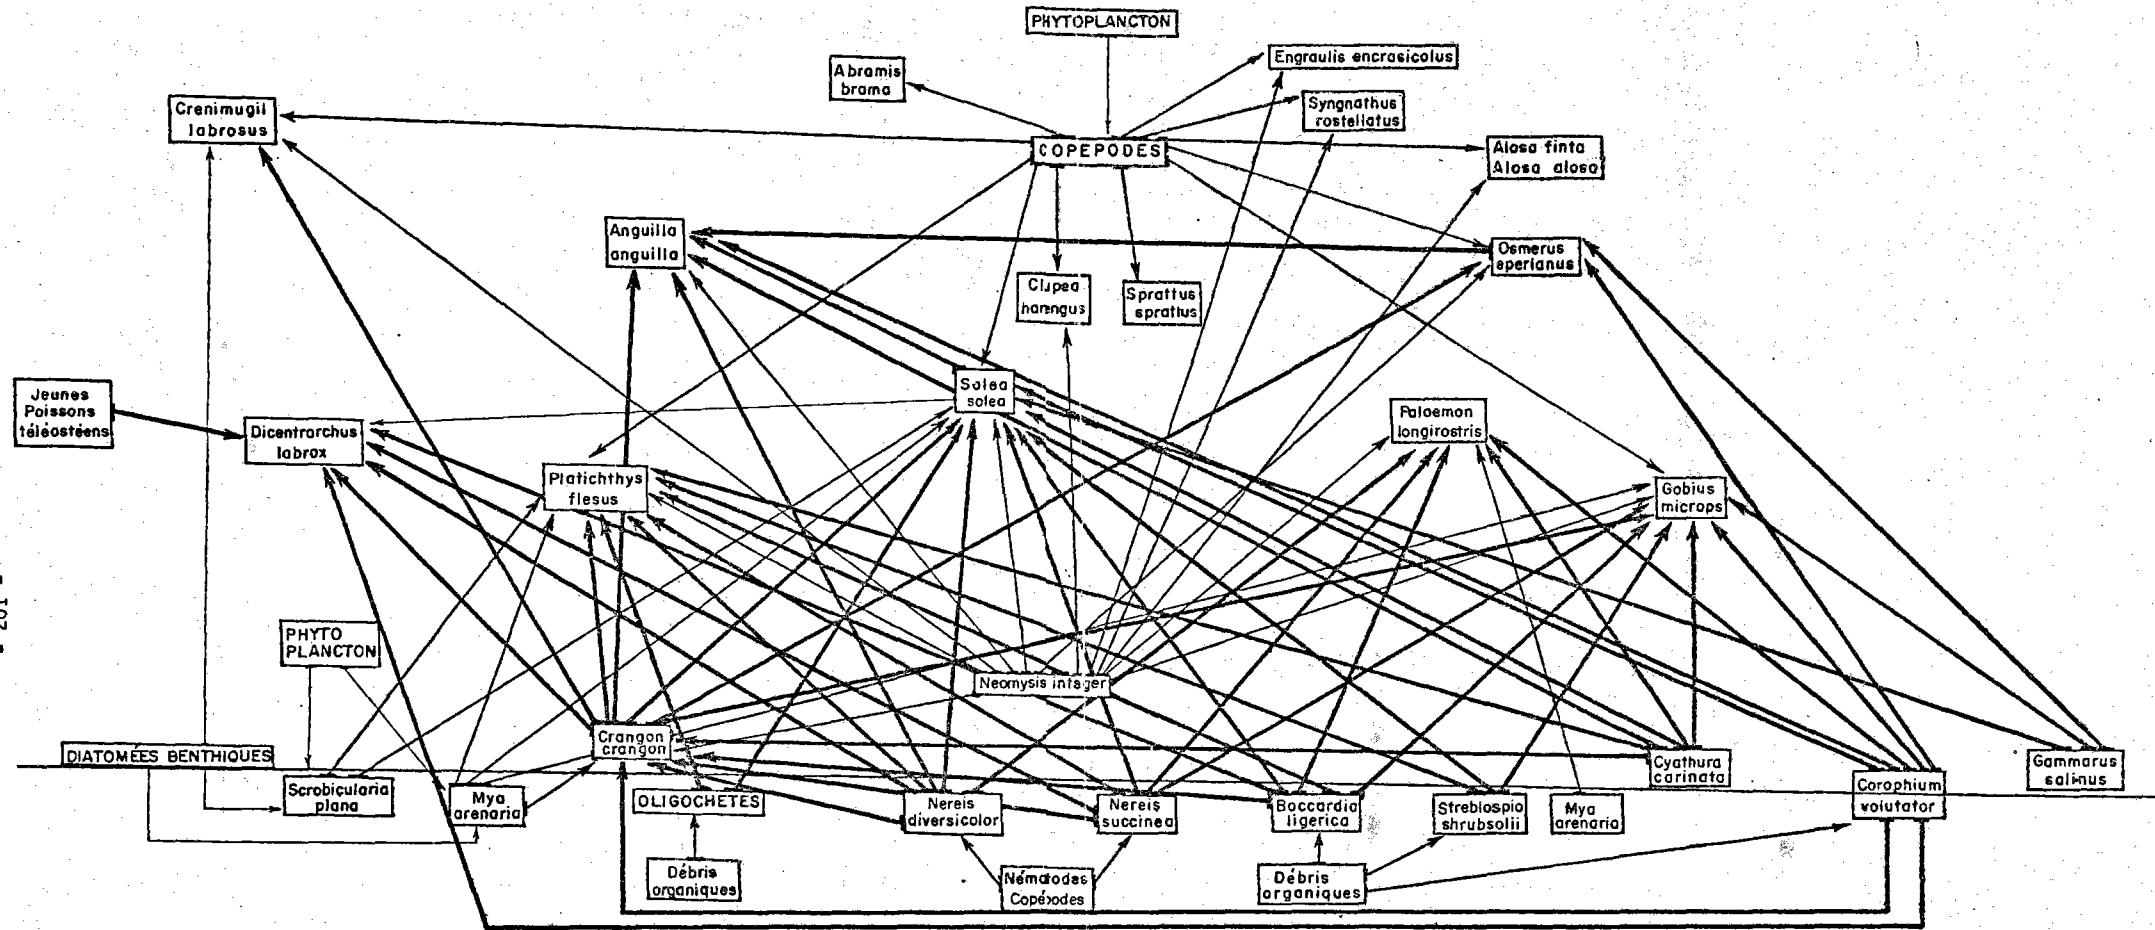 PHYTOPLANCTON
Engraulis encrasicolus
Abramis
brama
Syngnathus
rostellatus
Crenimugil
labrosus
COPEPODES
Alosa finta
Alosa alosa
Anguilla
anguilla
Osmerus
eperlanus
Clupea
harengus
Sprattus
sprattus
Solea
solea
Jeunes
Poissons
téléostéens
Palaemon
longirostris
Dicentrarchus
labrax
Platichthys
flesus
Gobius
microps
PHYTO
PLANCTON
Neomysis integer
Crangon
crangon
DIATOMÉES BENTHIQUES
Cyathura
carinata
Gammarus
salinus
Scrobicularia
plana
Mya
arenaria
OLIGOCHETES
Nereis
diversicolor
Nereis
succinea
Boccardia
ligerica
Streblospio
shrubsolii
Mya
arenaria
Corophium
volutator
Débris
organiques
Nématodes
Copépodes
Débris
organiques